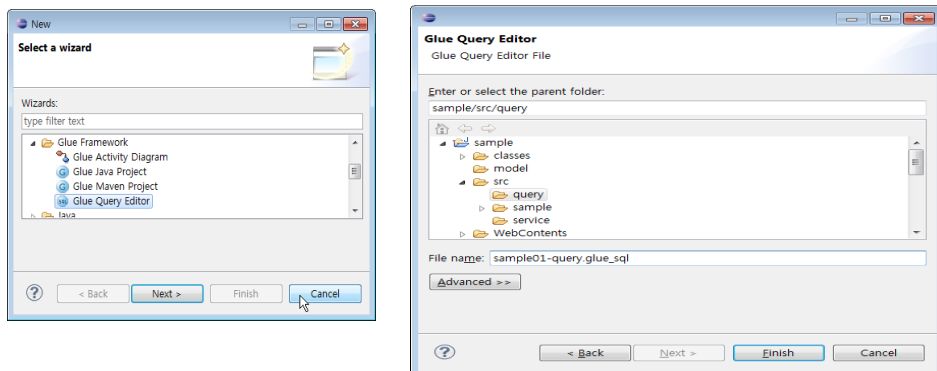 New
Select a wizard
Wizards:
type filter text
Glue Framework
Glue Activity Diagram
Glue Java Project
Glue Maven Project
Glue Query Editor
Java
< Back
Next >
Finish
Cancel
Glue Query Editor
Glue Query Editor File
Enter or select the parent folder:
sample/src/query
sample
classes
model
src
query
sample
service
WebContents
File name: sample01-query.glue_sql
Advanced >>
< Back
Next >
Finish
Cancel